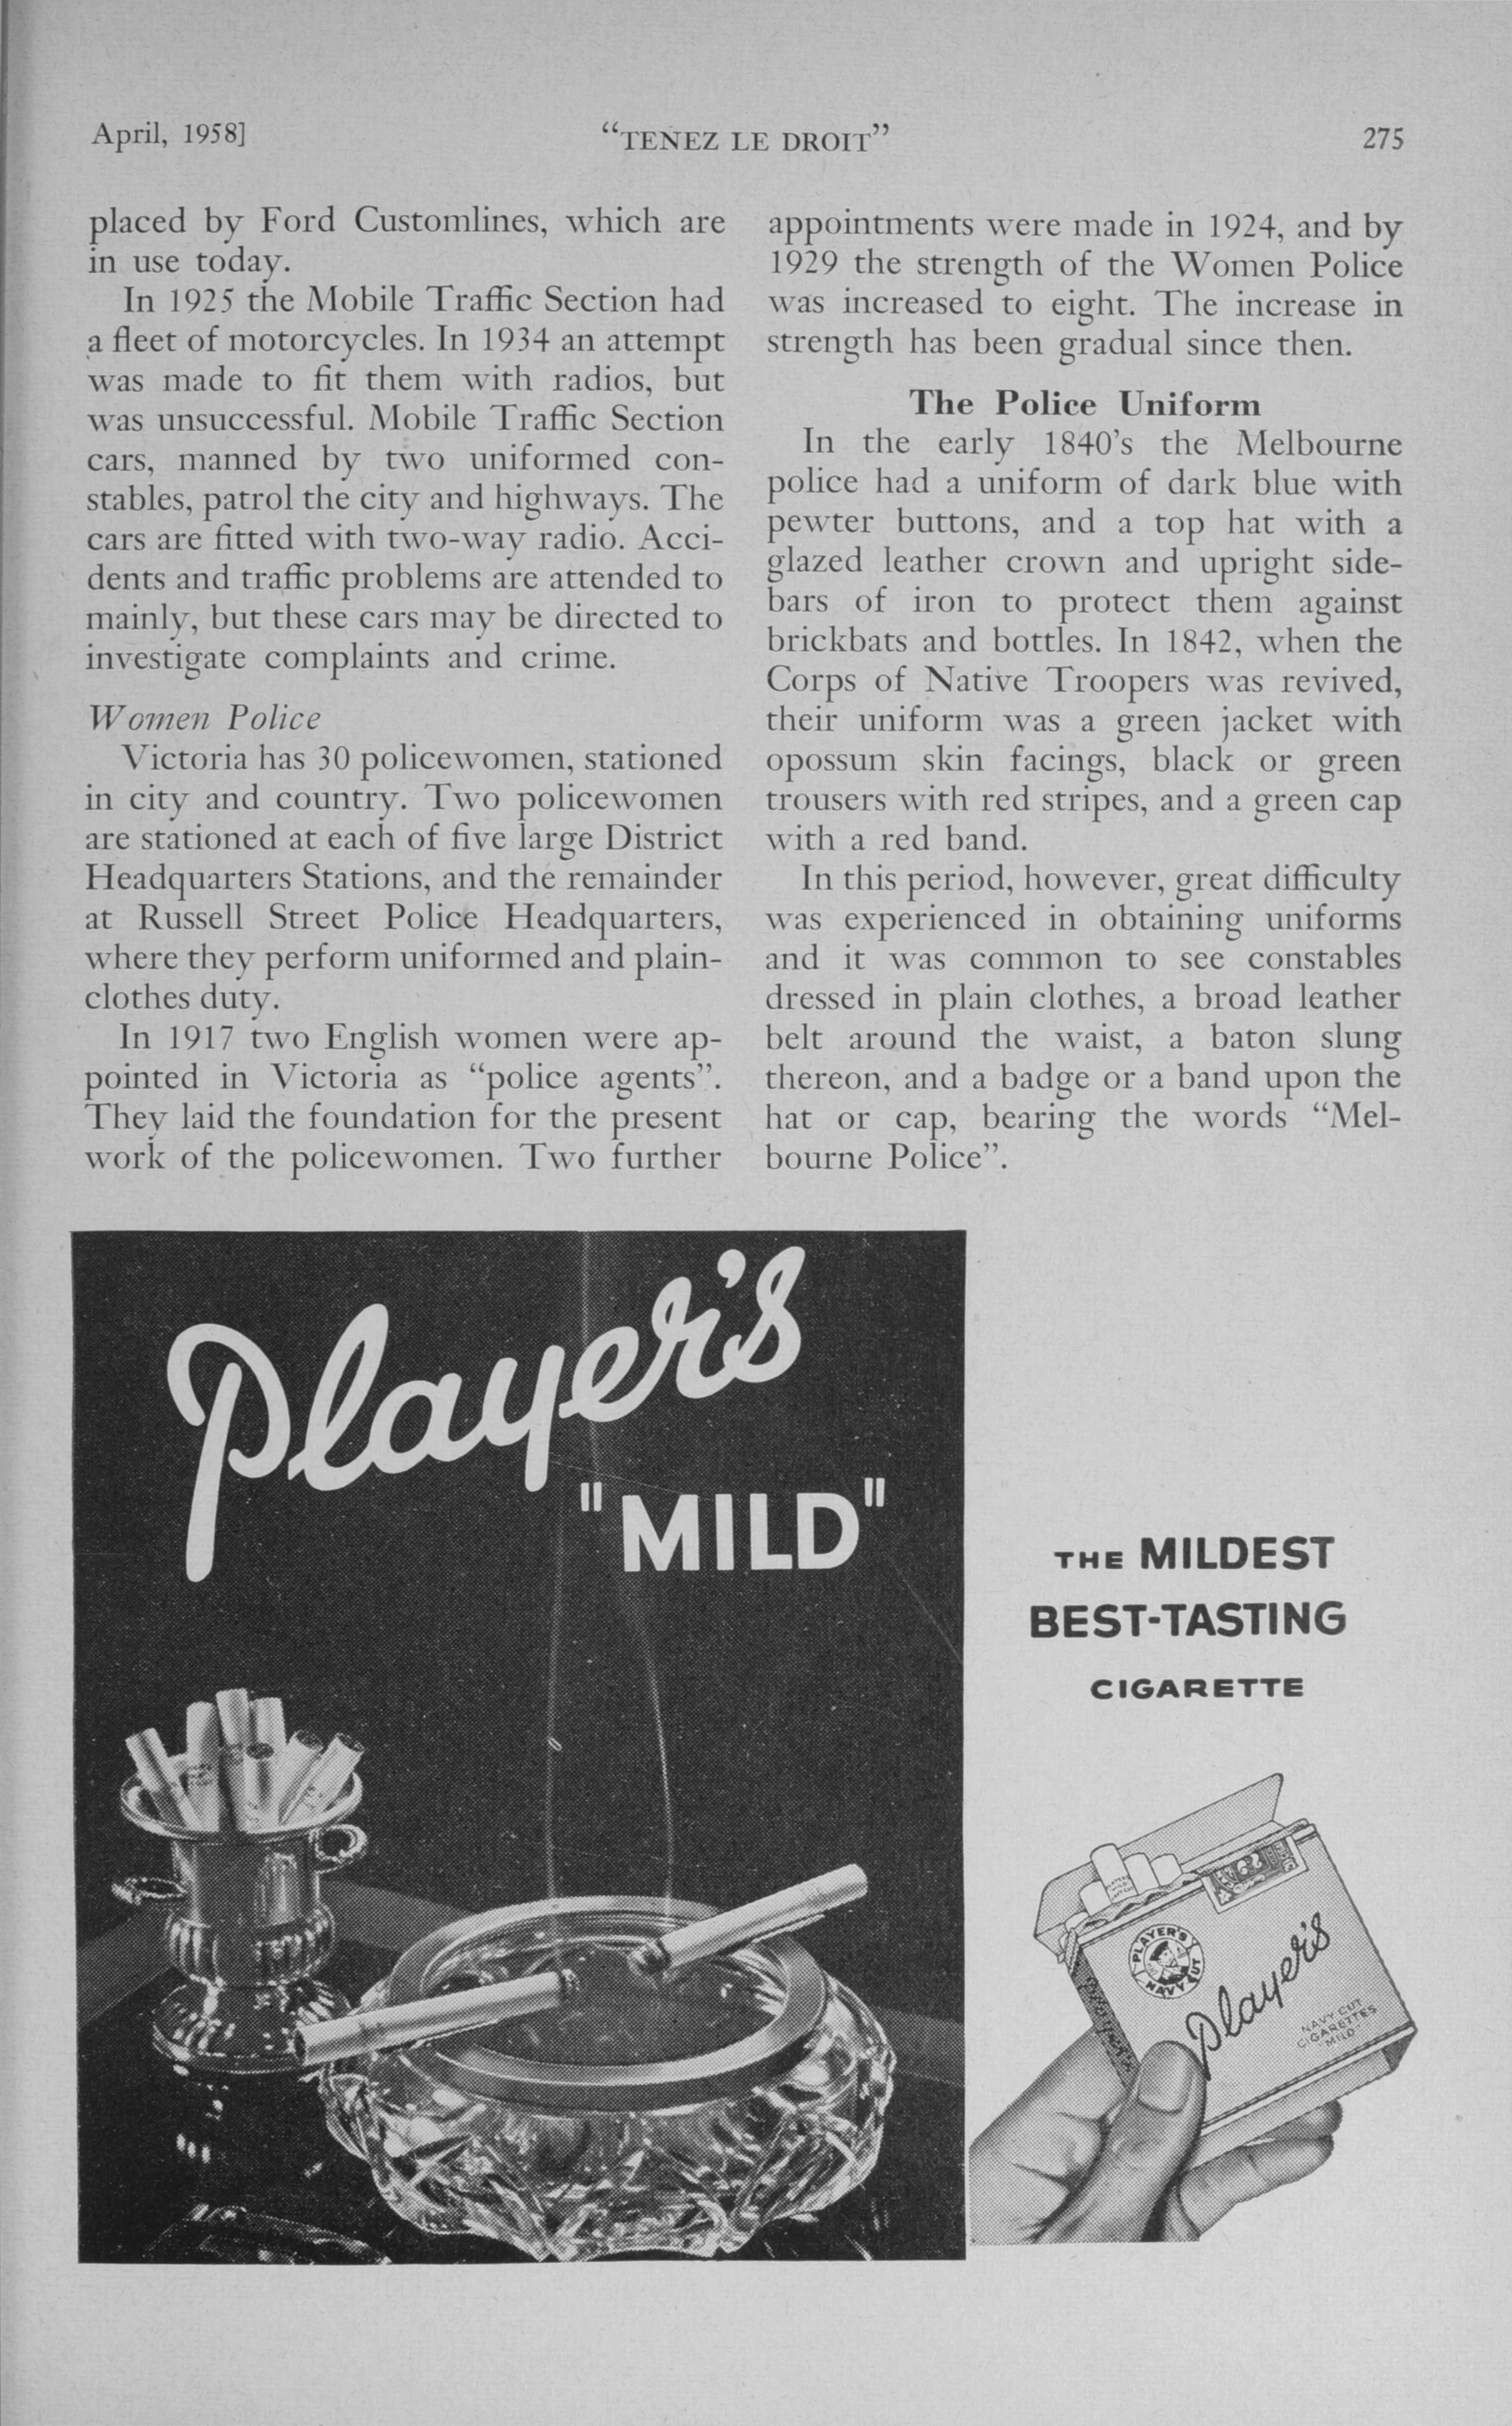 April, 1958]
“TENEZ LE DROIT”
275
placed by Ford Customlines, which are
in use today.
In 1925 the Mobile Traffic Section had
a fleet of motorcycles. In 1934 an attempt
was made to fit them with radios, but
was unsuccessful. Mobile Traffic Section
cars, manned by two uniformed con-
stables, patrol the city and highways. The
cars are fitted with two-way radio. Acci-
dents and traffic problems are attended to
mainly, but these cars may be directed to
investigate complaints and crime.
Women Police
Victoria has 30 policewomen, stationed
in city and country. Two policewomen
are stationed at each of five large District
Headquarters Stations, and the remainder
at Russell Street Police Headquarters,
where they perform uniformed and plain-
clothes duty.
In 1917 two English women were ap-
pointed in Victoria as “police agents”.
They laid the foundation for the present
work of the policewomen. Two further
appointments were made in 1924, and by
1929 the strength of the Women Police
was increased to eight. The increase in
strength has been gradual since then.
The Police Uniform
In the early 1840’s the Melbourne
police had a uniform of dark blue with
pewter buttons, and a top hat with a
glazed leather crown and upright side-
bars of iron to protect them against
brickbats and bottles. In 1842, when the
Corps of Native Troopers was revived,
their uniform was a green jacket with
opossum skin facings, black or green
trousers with red stripes, and a green cap
with a red band.
In this period, however, great difficulty
was experienced in obtaining uniforms
and it was common to see constables
dressed in plain clothes, a broad leather
belt around the waist, a baton slung
thereon, and a badge or a band upon the
hat or cap, bearing the words “Mel-
bourne Police”.
Player's
"MILD"
THE MILDEST
BEST-TASTING
CIGARETTE
PLAYER'S
NAVY CUT
Player's
NAVY CUT
CIGARETTES
"MILD"